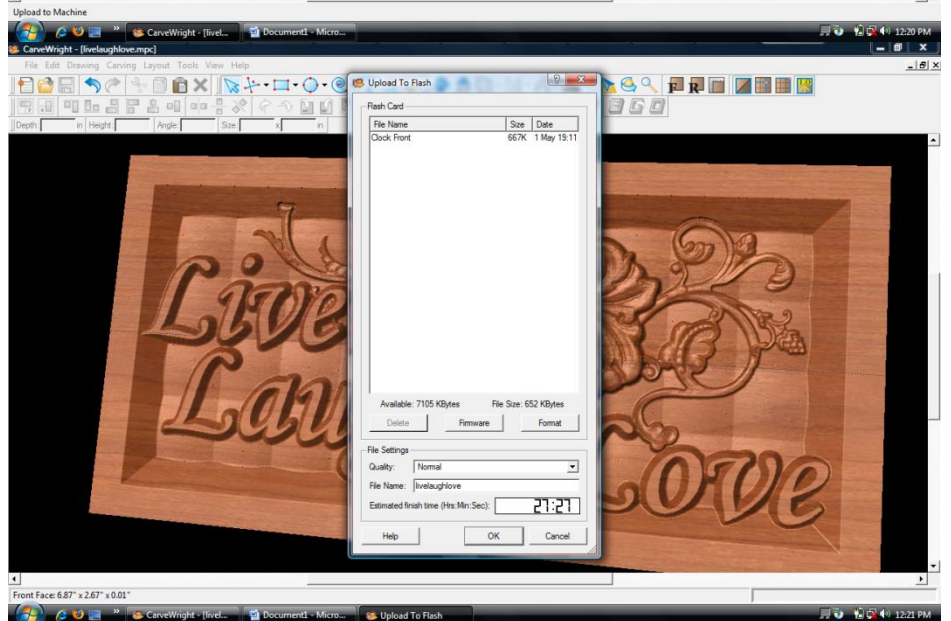 Upload to Machine
CarveWright - [livel... Document1 - Micro... 12:20 PM
CarveWright - [livelaughlove.mpc]
File Edit Drawing Carving Layout Tools View Help
Upload To Flash
Depth: in Height: Angle: Size: x in
Flash Card
File Name Size Date
Clock Front 667K 1 May 19:11
Available: 7105 KBytes File Size: 652 KBytes
Delete Firmware Format
File Settings
Quality: Normal
File Name: livelaughlove
Estimated finish time (Hrs:Min:Sec): 27:27
Help OK Cancel
Live
Lau
Love
Front Face: 6.87" x 2.67" x 0.01"
CarveWright - [livel... Document1 - Micro... Upload To Flash 12:21 PM